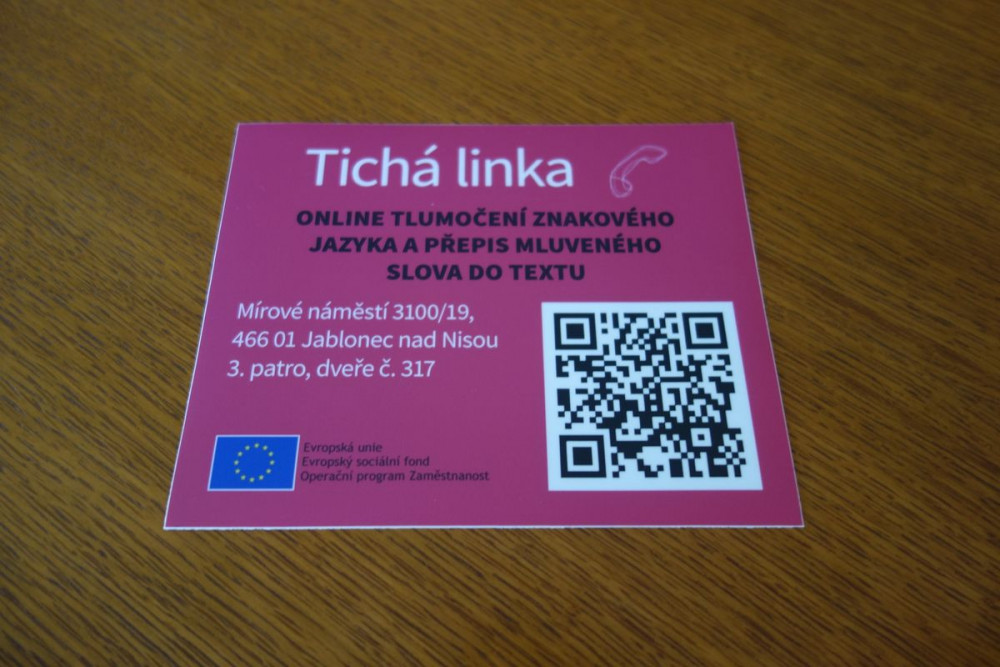 Tichá linka
ONLINE TLUMOČENÍ ZNAKOVÉHO
JAZYKA A PŘEPIS MLUVENÉHO
SLOVA DO TEXTU
Mírové náměstí 3100/19,
466 01 Jablonec nad Nisou
3. patro, dveře č. 317
Evropská unie
Evropský sociální fond
Operační program Zaměstnanost